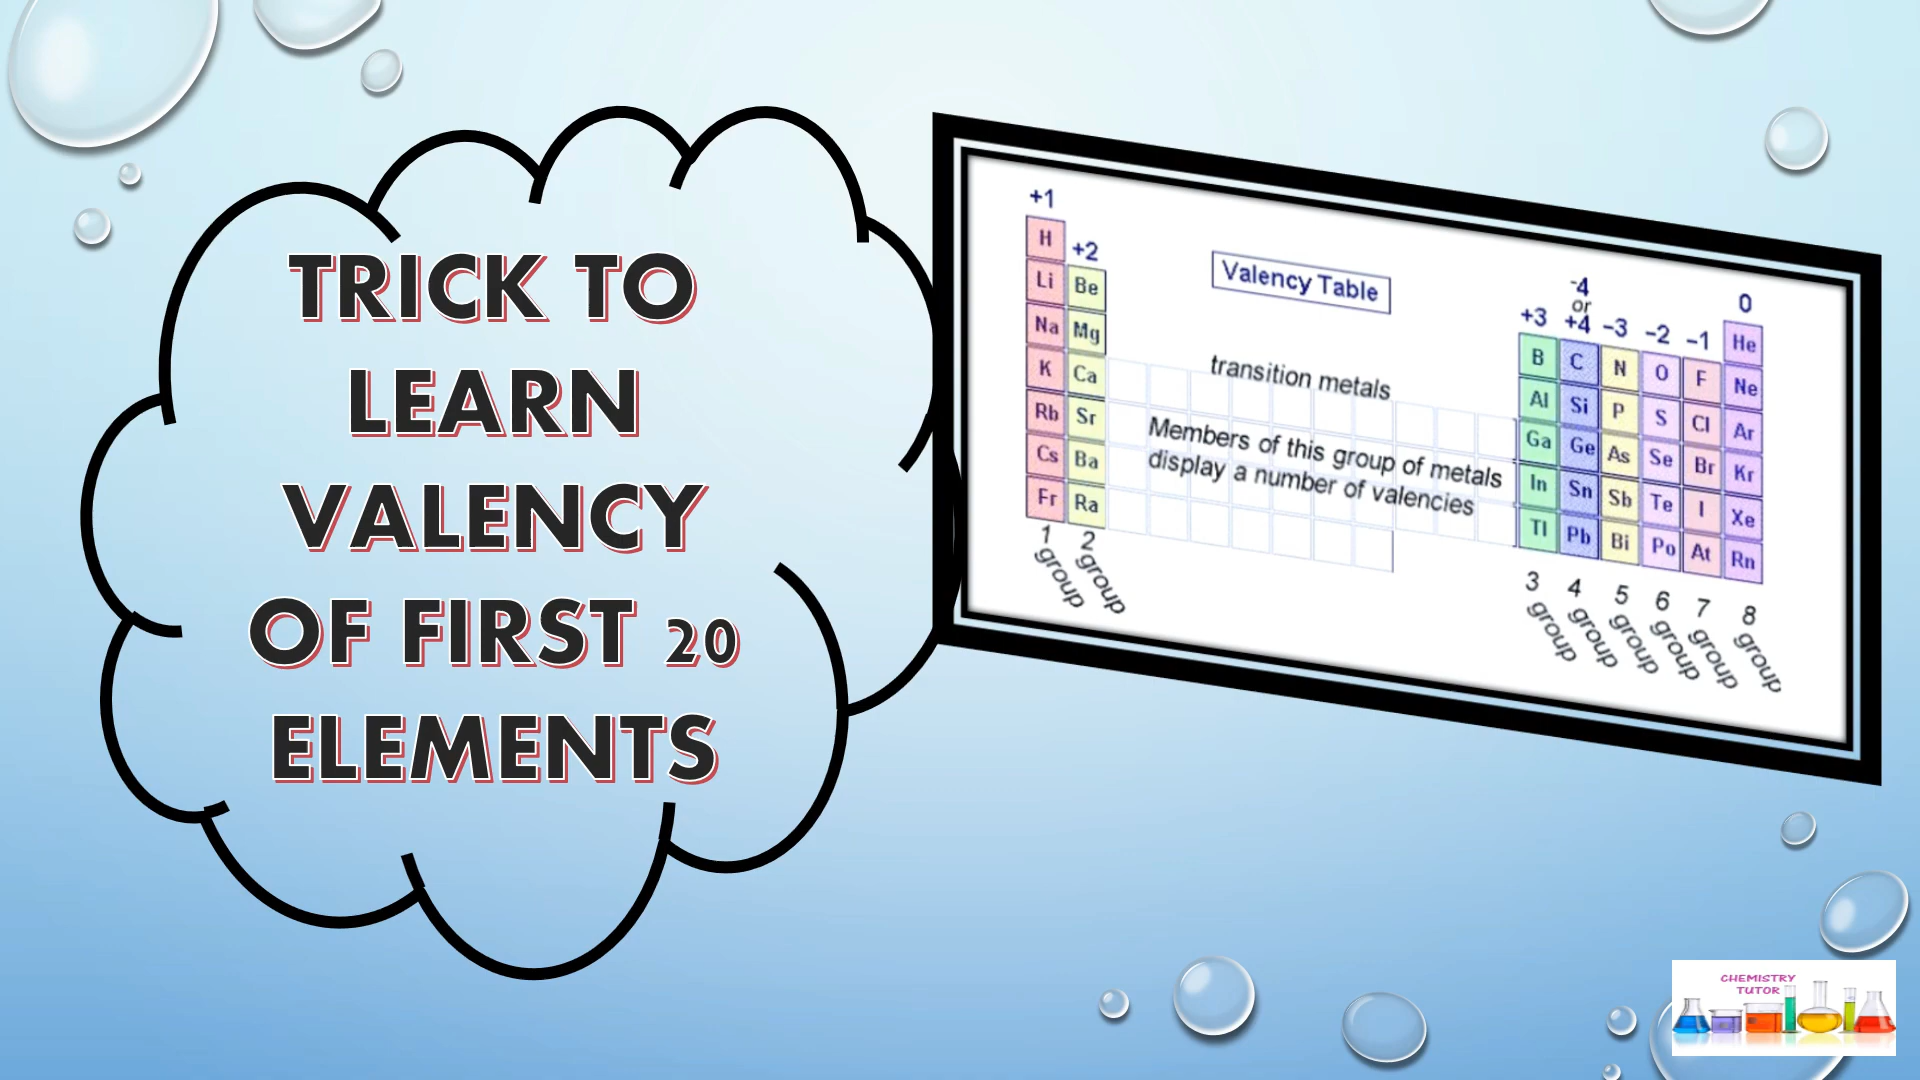 TRICK TO
LEARN
VALENCY
OF FIRST 20
ELEMENTS
Valency Table
+1
+2
-4
or
+3 +4 -3 -2 -1 0
H He
Li Be B C N O F Ne
Na Mg Al Si P S Cl Ar
K Ca Ga Ge As Se Br Kr
Rb Sr In Sn Sb Te I Xe
Cs Ba Tl Pb Bi Po At Rn
Fr Ra
transition metals
Members of this group of metals
display a number of valencies
1 group 2 group 3 group 4 group 5 group 6 group 7 group 8 group
CHEMISTRY
TUTOR